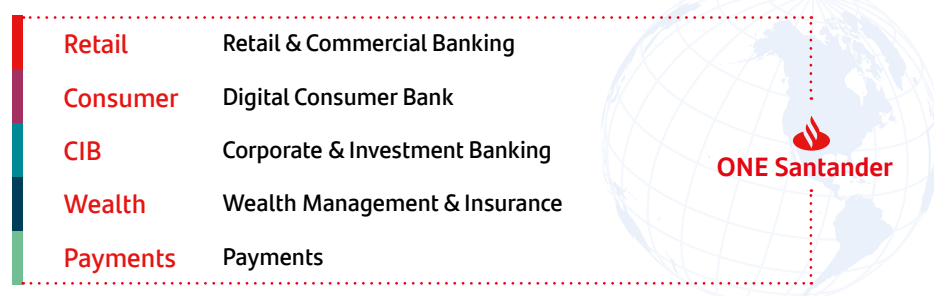 Retail Retail & Commercial Banking
Consumer Digital Consumer Bank
CIB Corporate & Investment Banking
ONE Santander
Wealth Wealth Management & Insurance
Payments Payments